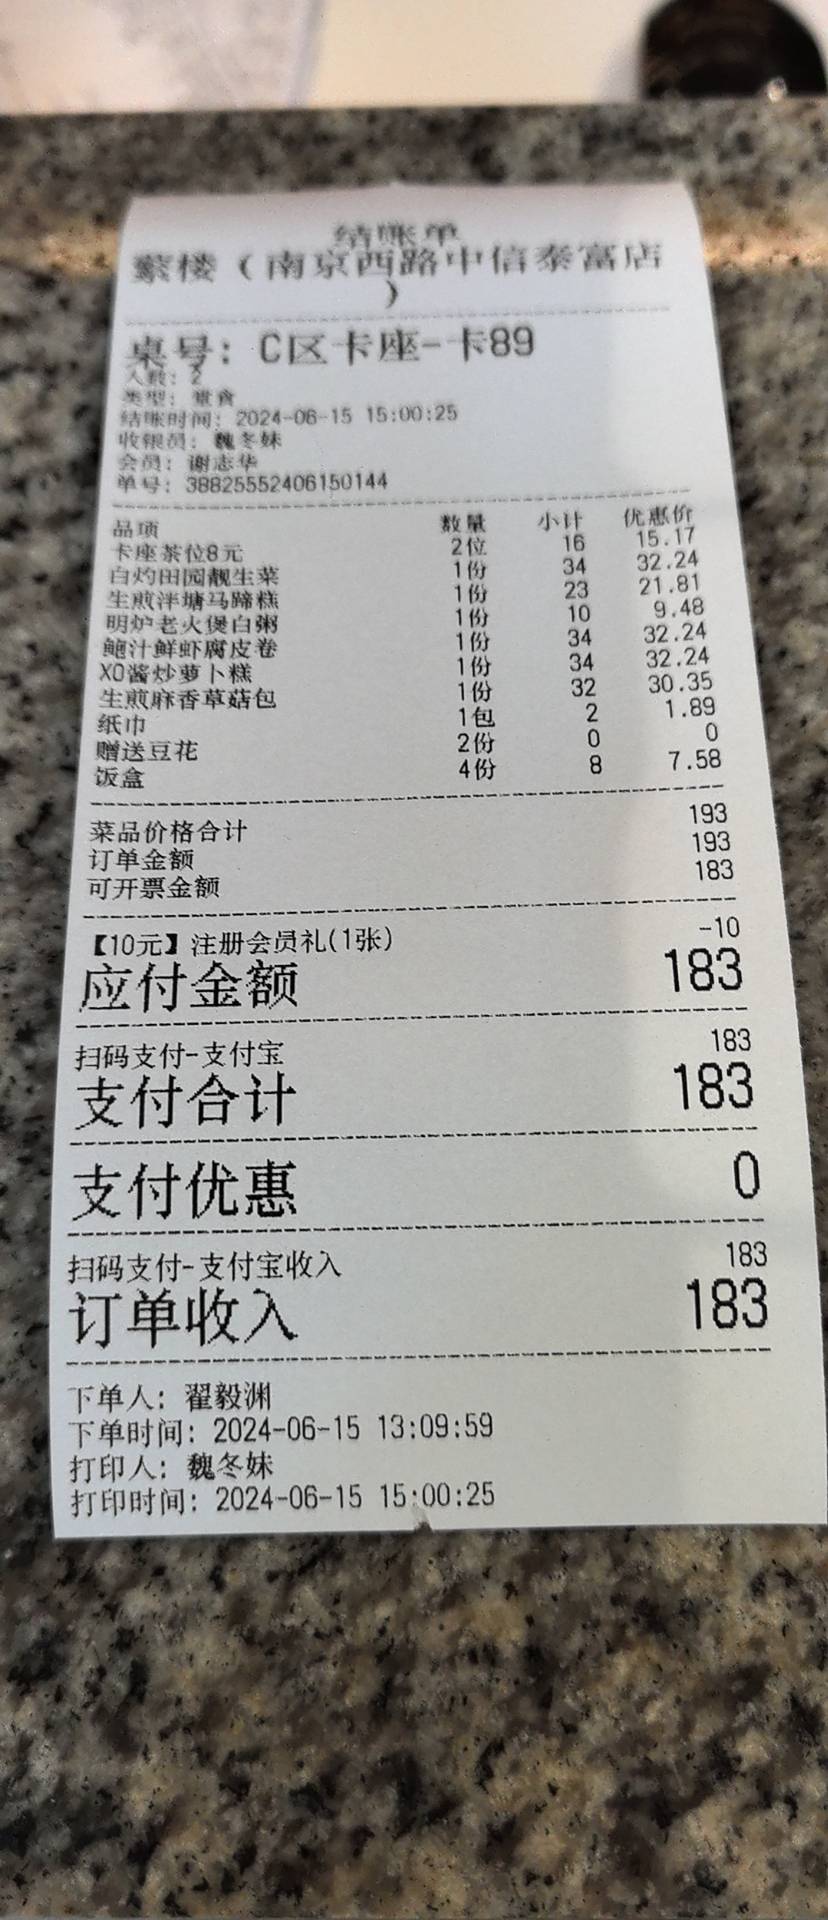 结账单
紫楼（南京西路中信泰富店
）
桌号：C区卡座-卡89
人数：2
类型：堂食
结账时间：2024-06-15 15:00:25
收银员：魏冬妹
会员：谢志华
单号：38825552406150144
品项 数量 小计 优惠价
卡座茶位8元 2位 16 15.17
白灼田园靓生菜 1份 34 32.24
生煎泮塘马蹄糕 1份 23 21.81
明炉老火煲白粥 1份 10 9.48
鲍汁鲜虾腐皮卷 1份 34 32.24
XO酱炒萝卜糕 1份 34 32.24
生煎麻香草菇包 1份 32 30.35
纸巾 1包 2 1.89
赠送豆花 2份 0 0
饭盒 4份 8 7.58
菜品价格合计 193
订单金额 193
可开票金额 183
【10元】注册会员礼(1张) -10
应付金额 183
扫码支付-支付宝 183
支付合计 183
支付优惠 0
扫码支付-支付宝收入 183
订单收入 183
下单人：翟毅渊
下单时间：2024-06-15 13:09:59
打印人：魏冬妹
打印时间：2024-06-15 15:00:25